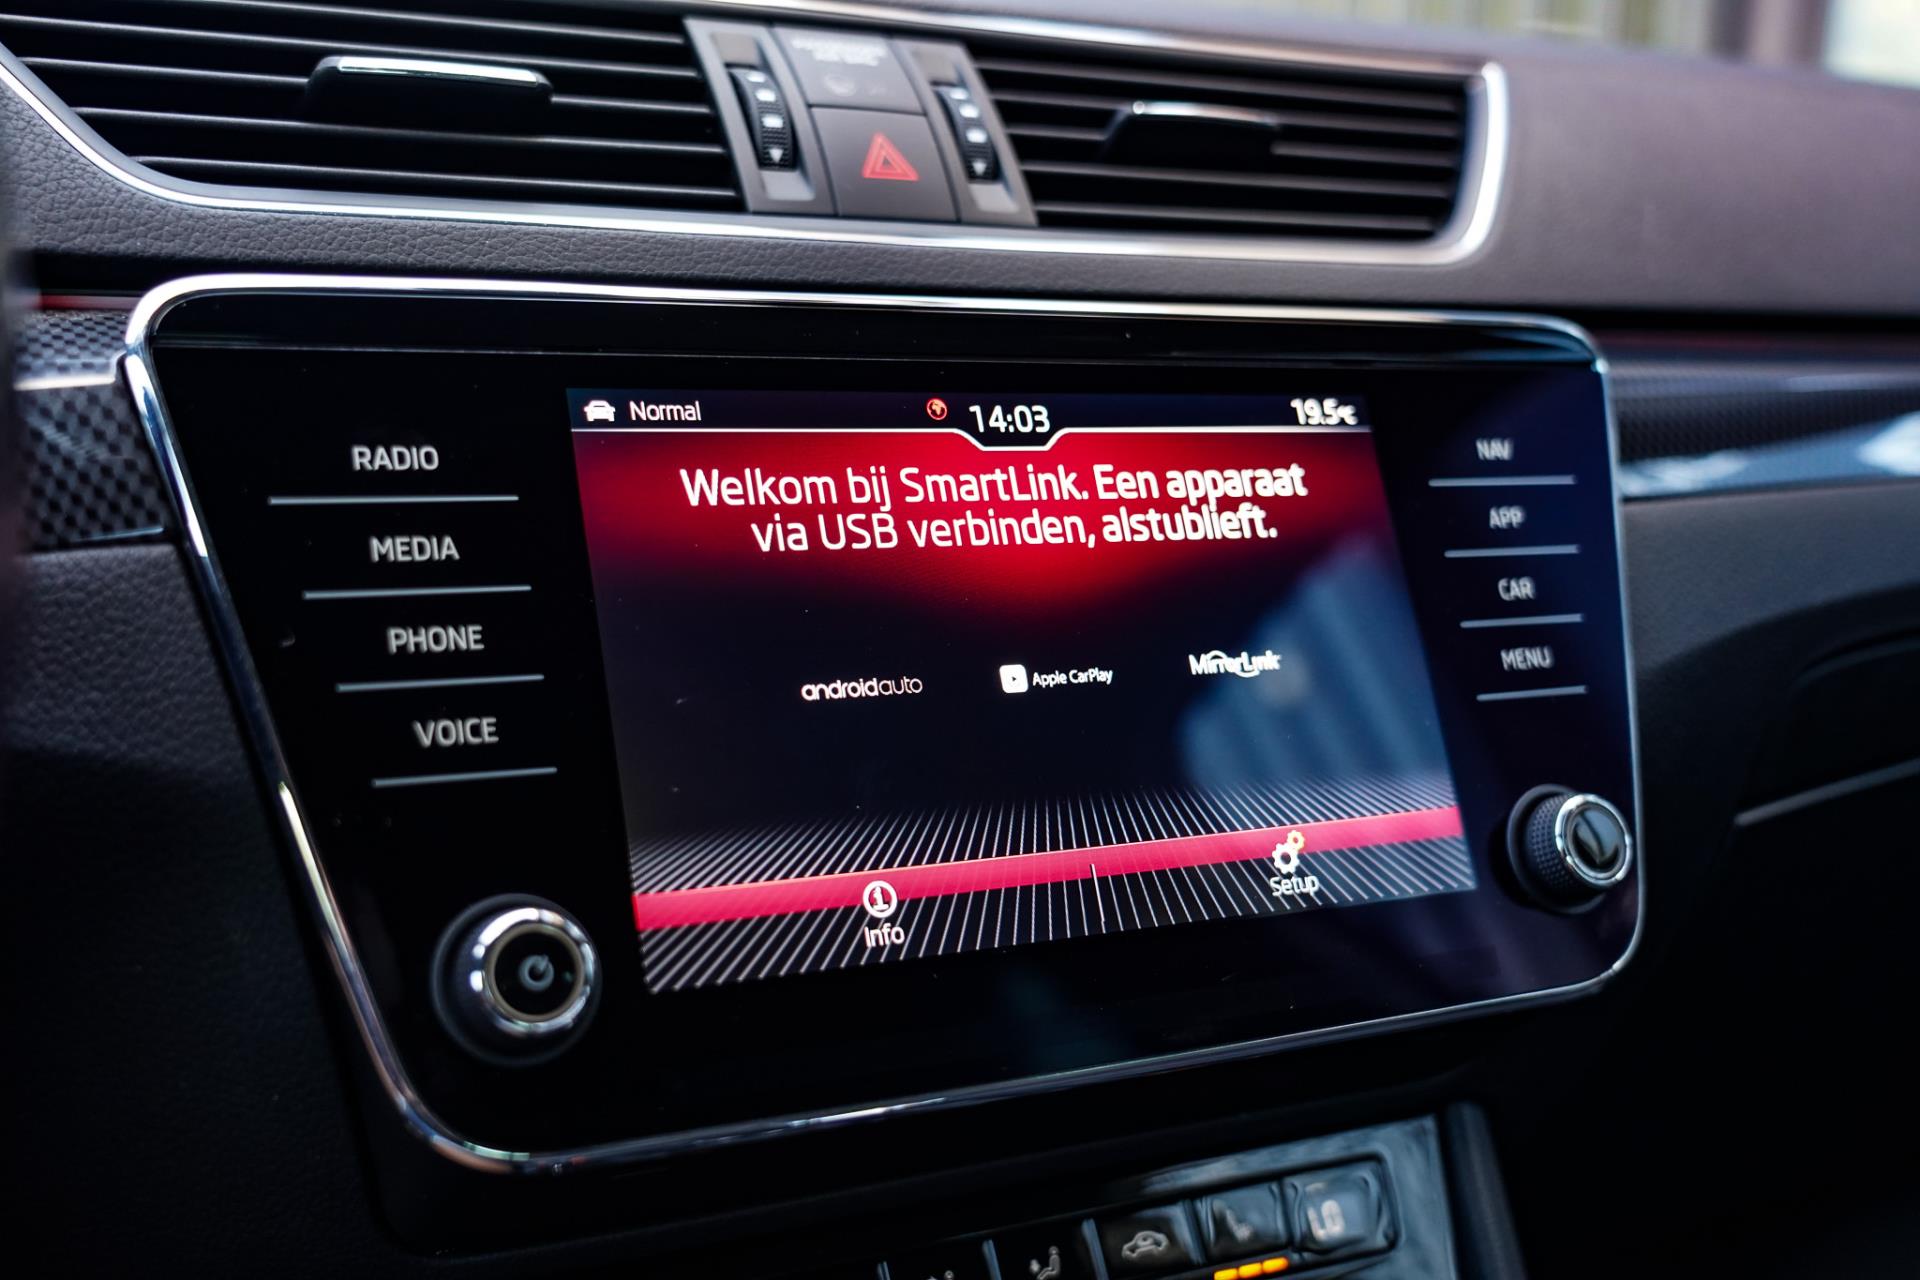 Normal
14:03
19.5
Welkom bij SmartLink. Een apparaat
via USB verbinden, alstublieft.
androidauto
Apple CarPlay
MirrorLink
Info
Setup
RADIO
MEDIA
PHONE
VOICE
NAV
APP
CAR
MENU
LO